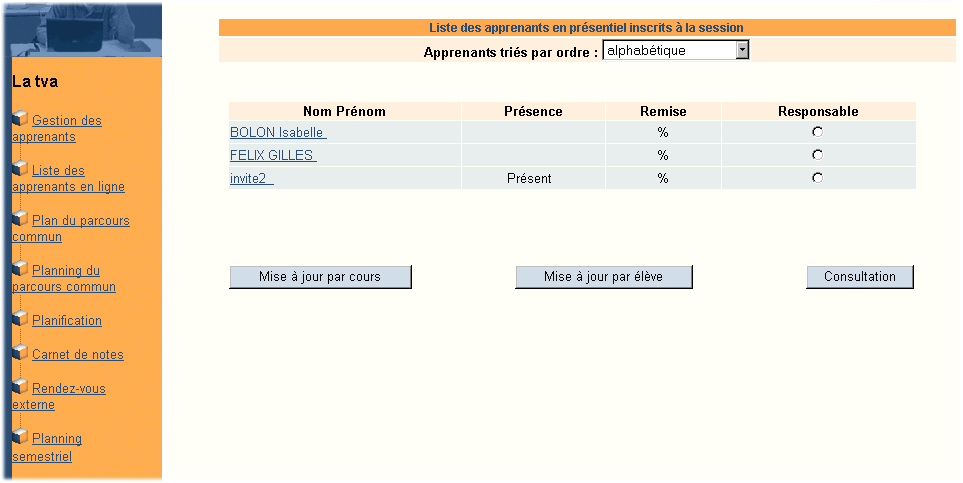 La tva
Gestion des
apprenants
Liste des
apprenants en ligne
Plan du parcours
commun
Planning du
parcours commun
Planification
Carnet de notes
Rendez-vous
externe
Planning
semestriel
Liste des apprenants en présentiel inscrits à la session
Apprenants triés par ordre : alphabétique
Nom Prénom Présence Remise Responsable
BOLON Isabelle %
FELIX GILLES %
invite2 Présent %
Mise à jour par cours Mise à jour par élève Consultation